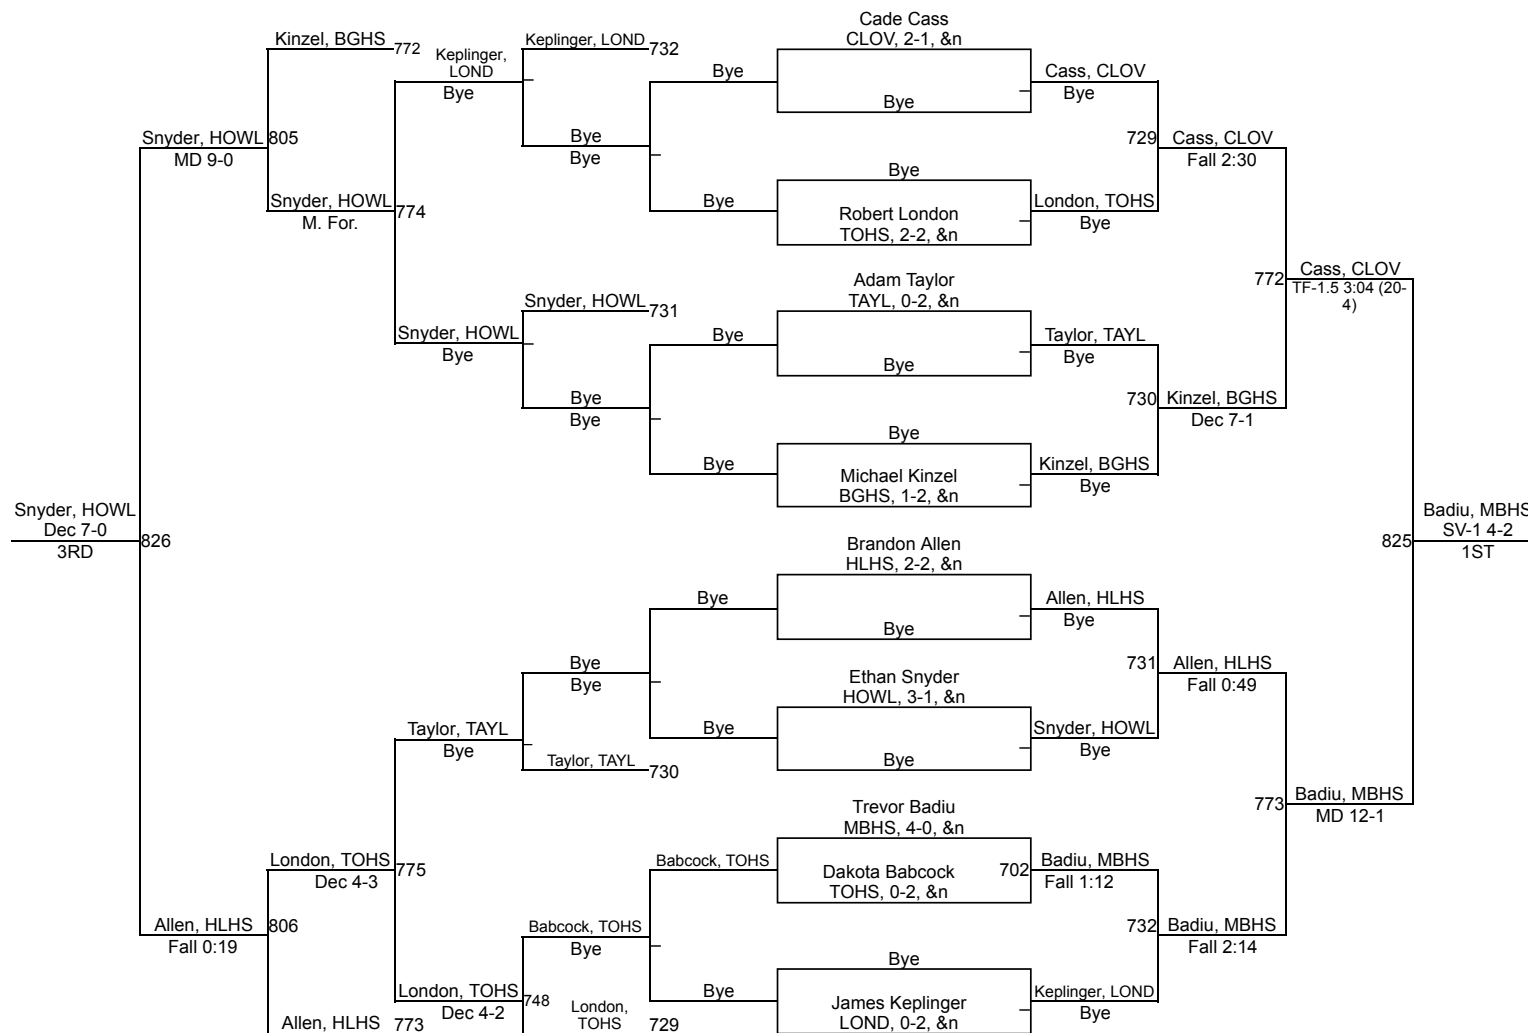 Cade Cass
CLOV, 2-1, &n
Kinzel, BGHS
772
Keplinger,
LOND
Bye
Keplinger, LOND
732
Bye
Bye
Cass, CLOV
Bye
Snyder, HOWL
805
MD 9-0
Bye
Bye
729
Cass, CLOV
Fall 2:30
Bye
Snyder, HOWL
774
M. For.
Bye
Robert London
TOHS, 2-2, &n
London, TOHS
Bye
Adam Taylor
TAYL, 0-2, &n
772
Cass, CLOV
TF-1.5 3:04 (20-
4)
Snyder, HOWL
731
Snyder, HOWL
Bye
Bye
Bye
Taylor, TAYL
Bye
Bye
Bye
730
Kinzel, BGHS
Dec 7-1
Bye
Bye
Michael Kinzel
BGHS, 1-2, &n
Kinzel, BGHS
Bye
Snyder, HOWL
Dec 7-0
3RD
826
825
Badiu, MBHS
SV-1 4-2
1ST
Brandon Allen
HLHS, 2-2, &n
Bye
Bye
Allen, HLHS
Bye
Bye
Bye
731
Allen, HLHS
Fall 0:49
Ethan Snyder
HOWL, 3-1, &n
Taylor, TAYL
Bye
Bye
Bye
Snyder, HOWL
Bye
Taylor, TAYL
730
Trevor Badiu
MBHS, 4-0, &n
773
Badiu, MBHS
MD 12-1
London, TOHS
775
Dec 4-3
Babcock, TOHS
Dakota Babcock
TOHS, 0-2, &n
702
Badiu, MBHS
Fall 1:12
Allen, HLHS
806
Fall 0:19
Babcock, TOHS
Bye
732
Badiu, MBHS
Fall 2:14
Bye
London, TOHS
748
Dec 4-2
Bye
James Keplinger
LOND, 0-2, &n
Keplinger, LOND
Bye
Allen, HLHS
773
London,
TOHS
729